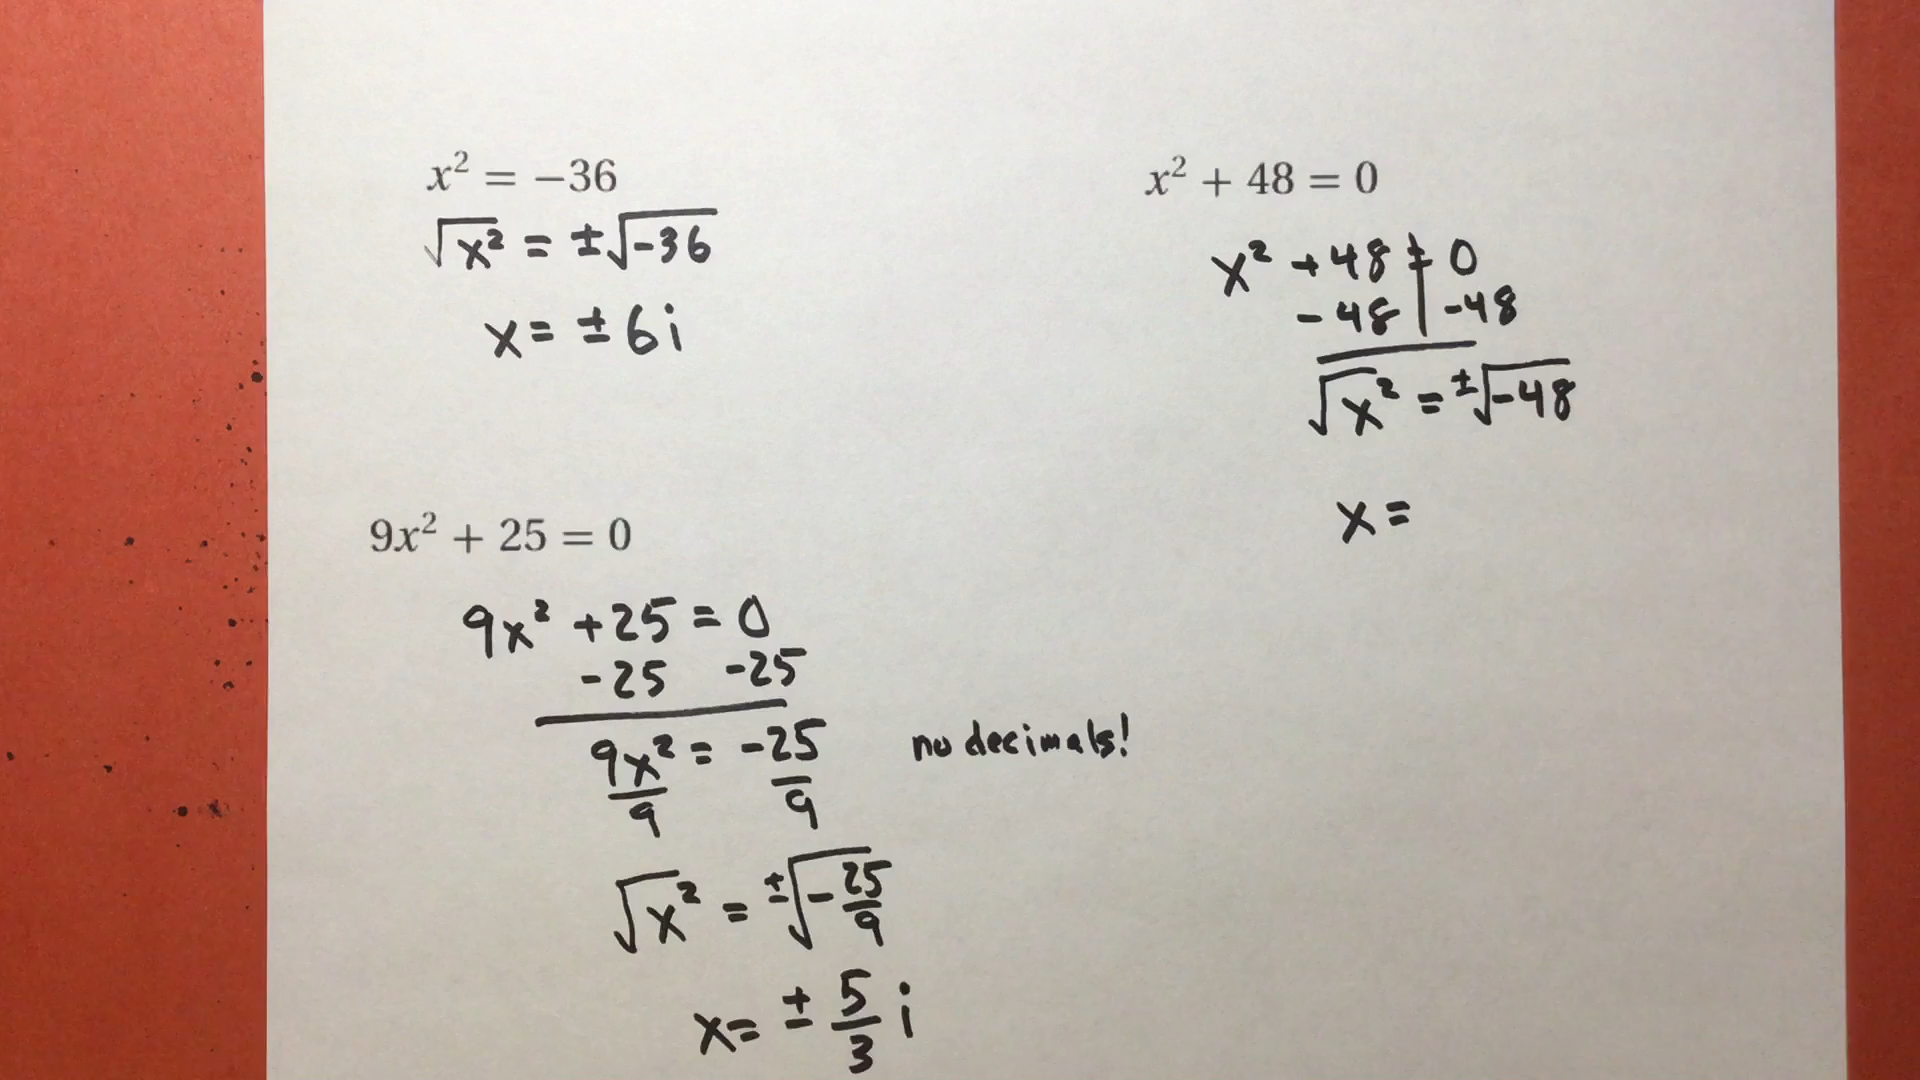 x² = −36
√x² = ±√-36
x = ± 6i
x² + 48 = 0
x² + 48 = 0
- 48 | -48
√x² = ±√-48
x =
9x² + 25 = 0
9x² + 25 = 0
-25 -25
9x²/9 = -25/9
no decimals!
√x² = ±√-25/9
x = ± 5/3 i